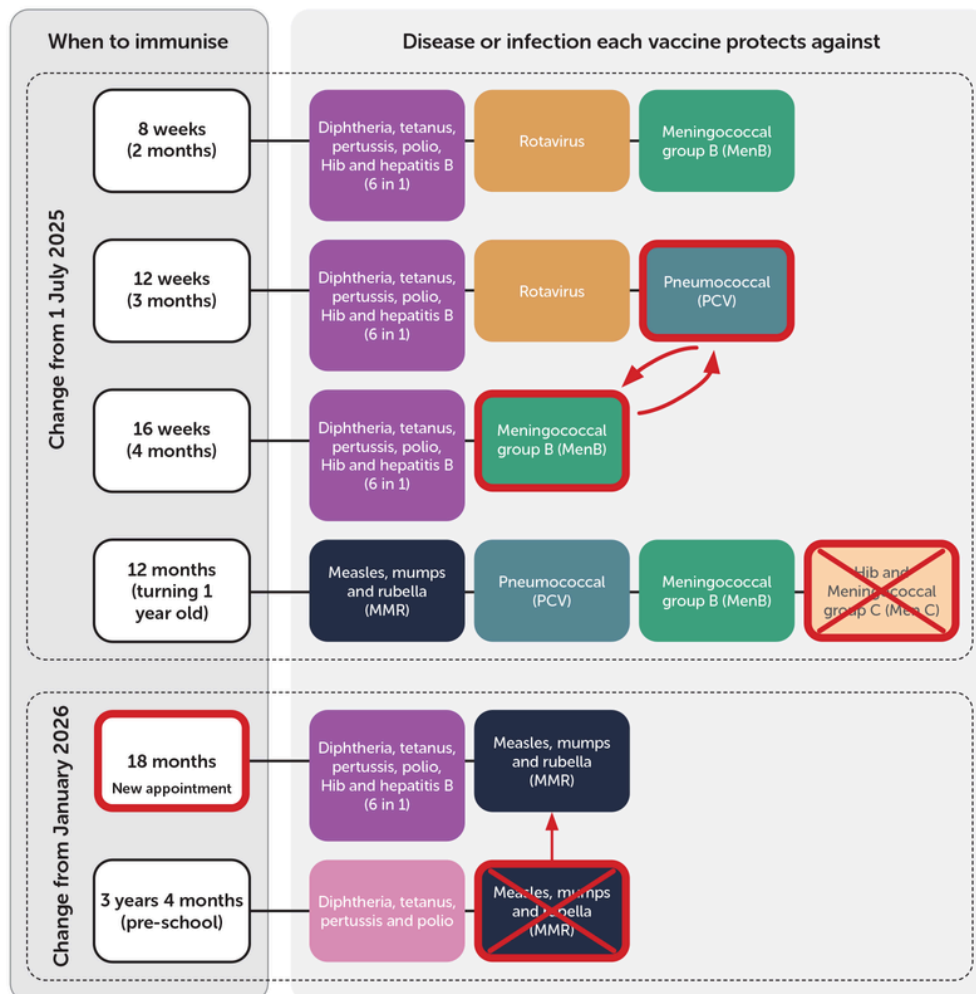 When to immunise
Disease or infection each vaccine protects against
Change from 1 July 2025
8 weeks
(2 months)
Diphtheria, tetanus,
pertussis, polio,
Hib and hepatitis B
(6 in 1)
Rotavirus
Meningococcal
group B (MenB)
12 weeks
(3 months)
Diphtheria, tetanus,
pertussis, polio,
Hib and hepatitis B
(6 in 1)
Rotavirus
Pneumococcal
(PCV)
16 weeks
(4 months)
Diphtheria, tetanus,
pertussis, polio,
Hib and hepatitis B
(6 in 1)
Meningococcal
group B (MenB)
12 months
(turning 1
year old)
Measles, mumps
and rubella
(MMR)
Pneumococcal
(PCV)
Meningococcal
group B (MenB)
Hib and
Meningococcal
group C (Men C)
Change from January 2026
18 months
New appointment
Diphtheria, tetanus,
pertussis, polio,
Hib and hepatitis B
(6 in 1)
Measles, mumps
and rubella
(MMR)
3 years 4 months
(pre-school)
Diphtheria, tetanus,
pertussis and polio
Measles, mumps
and rubella
(MMR)